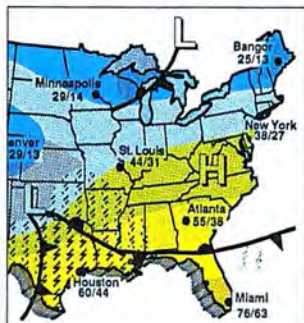 L
Bangor
25/13
Minneapolis
29/14
New York
38/27
enver
29/13
St. Louis
44/31
H
L
Atlanta
55/38
Houston
60/44
Miami
76/63